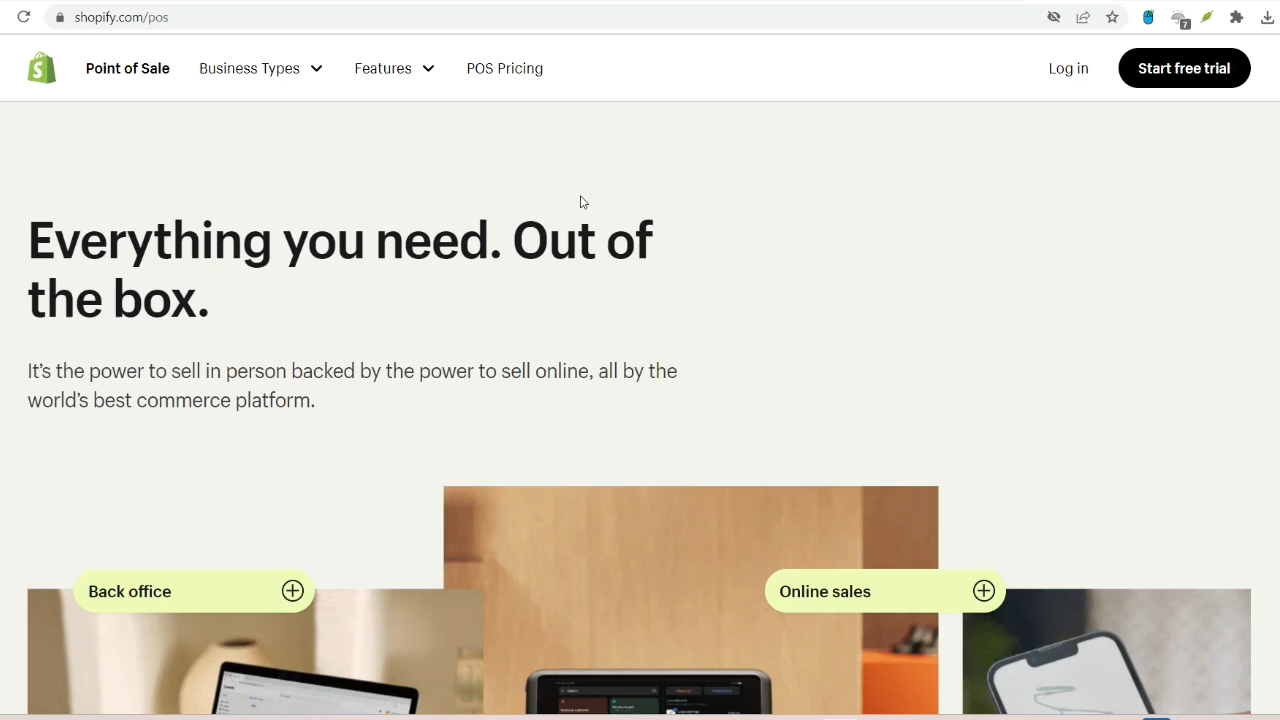 shopify.com/pos
7
Point of Sale
Business Types
Features
POS Pricing
Log in
Start free trial
Everything you need. Out of
the box.
It’s the power to sell in person backed by the power to sell online, all by the
world’s best commerce platform.
Back office
Online sales